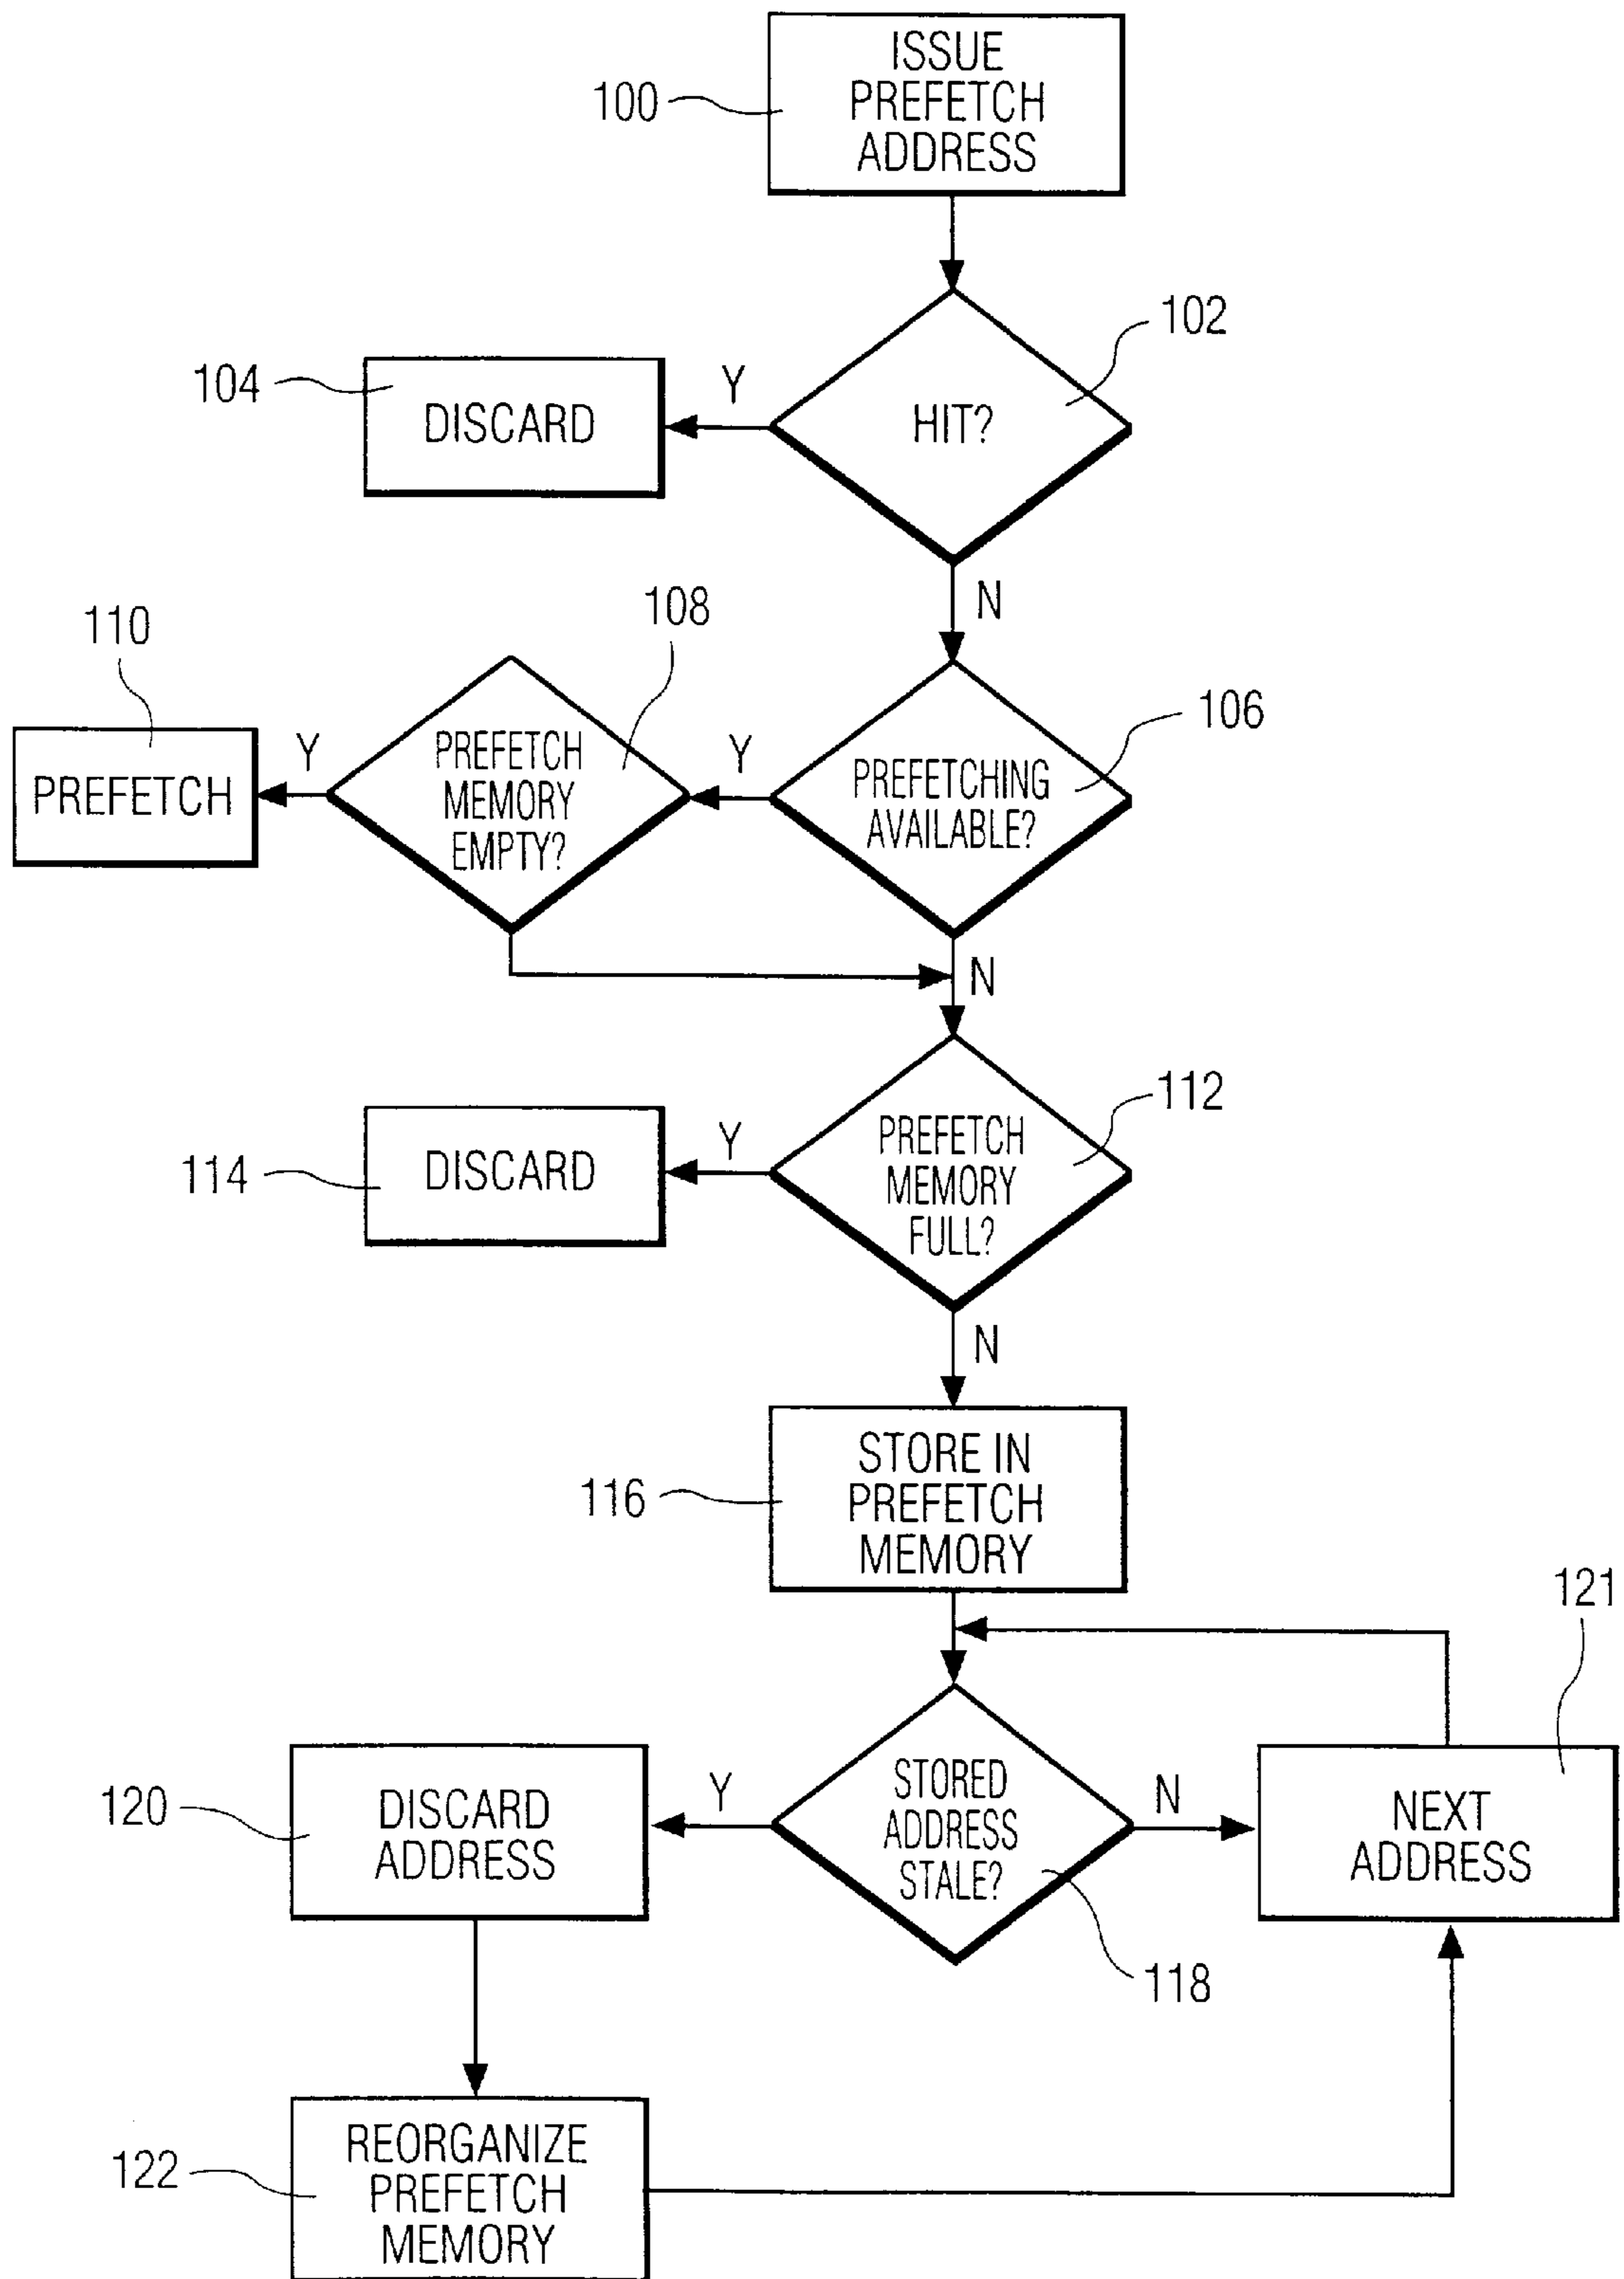 ISSUE
PREFETCH
ADDRESS
100
102
HIT?
Y
104
DISCARD
N
108
110
106
PREFETCHING
AVAILABLE?
Y
PREFETCH
MEMORY
EMPTY?
Y
PREFETCH
N
112
PREFETCH
MEMORY
FULL?
Y
DISCARD
114
N
STORE IN
PREFETCH
MEMORY
116
121
STORED
ADDRESS
STALE?
Y
N
120
DISCARD
ADDRESS
NEXT
ADDRESS
118
REORGANIZE
PREFETCH
MEMORY
122